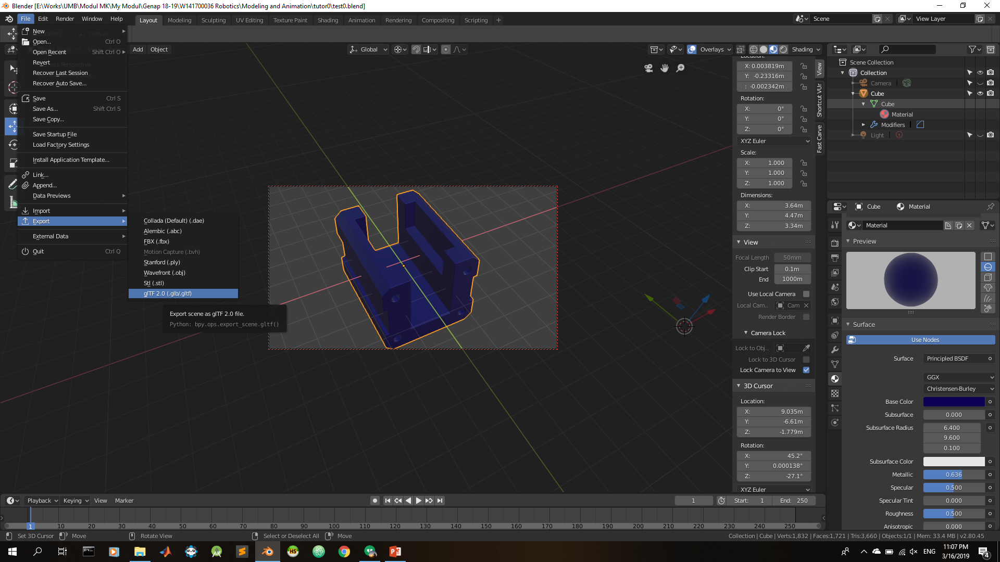 Blender [E:\Works\UMB\Modul MK\My Modul\Genap 18-19\W141700036 Robotics\Modeling and Animation\tutor0\test0.blend]
File Edit Render Window Help
Layout Modeling Sculpting UV Editing Texture Paint Shading Animation Rendering Compositing Scripting +
Scene
View Layer
New
Open... Ctrl O
Open Recent Shift Ctrl O
Revert
Recover Last Session
Recover Auto Save...
Save Ctrl S
Save As... Shift Ctrl S
Save Copy...
Save Startup File
Load Factory Settings
Install Application Template...
Link...
Append...
Data Previews
Import
Export
External Data
Quit Ctrl Q
Collada (Default) (.dae)
Alembic (.abc)
FBX (.fbx)
Motion Capture (.bvh)
Stanford (.ply)
Wavefront (.obj)
Stl (.stl)
glTF 2.0 (.glb/.gltf)
Export scene as glTF 2.0 file.
Python: bpy.ops.export_scene.gltf()
Add Object
Global
Overlays
Shading
Location:
X: 0.003819m
Y: -0.23316m
: -0.002342m
Rotation:
X: 0°
Y: 0°
Z: 0°
XYZ Euler
Scale:
X: 1.000
Y: 1.000
Z: 1.000
Dimensions:
X: 3.64m
Y: 4.47m
Z: 3.34m
View
Focal Length 50mm
Clip Start 0.1m
End 1000m
Use Local Camera
Local Cam.. Cam
Render Border
Camera Lock
Lock to Obj..
Lock to 3D Cursor
Lock Camera to View
3D Cursor
Location:
X: 9.035m
Y: -6.61m
Z: -1.779m
Rotation:
X: 45.2°
Y: 0.000138°
Z: -27.1°
XYZ Euler
View
Shortcut VUr
Fast Carve
Scene Collection
Collection
Camera
Cube
Cube
Material
Modifiers
Light
Cube Material
Material
Preview
Surface
Use Nodes
Surface Principled BSDF
GGX
Christensen-Burley
Base Color
Subsurface 0.000
Subsurface Radius 6.400
9.600
0.100
Subsurface Color
Metallic 0.636
Specular 0.500
Specular Tint 0.000
Roughness 0.500
Anisotropic 0.000
Playback Keying View Marker
1
Start: 1 End: 250
1 10 20 30 40 50 60 70 80 90 100 110 120 130 140 150 160 170 180 190 200 210 220 230 240 250
Set 3D Cursor Move Rotate View Select or Deselect All Move
Collection | Cube | Verts:1,832 | Faces:1,721 | Tris:3,660 | Objects:1/1 | Mem: 33.4 MB | v2.80.45
ENG
11:07 PM
3/16/2019
4